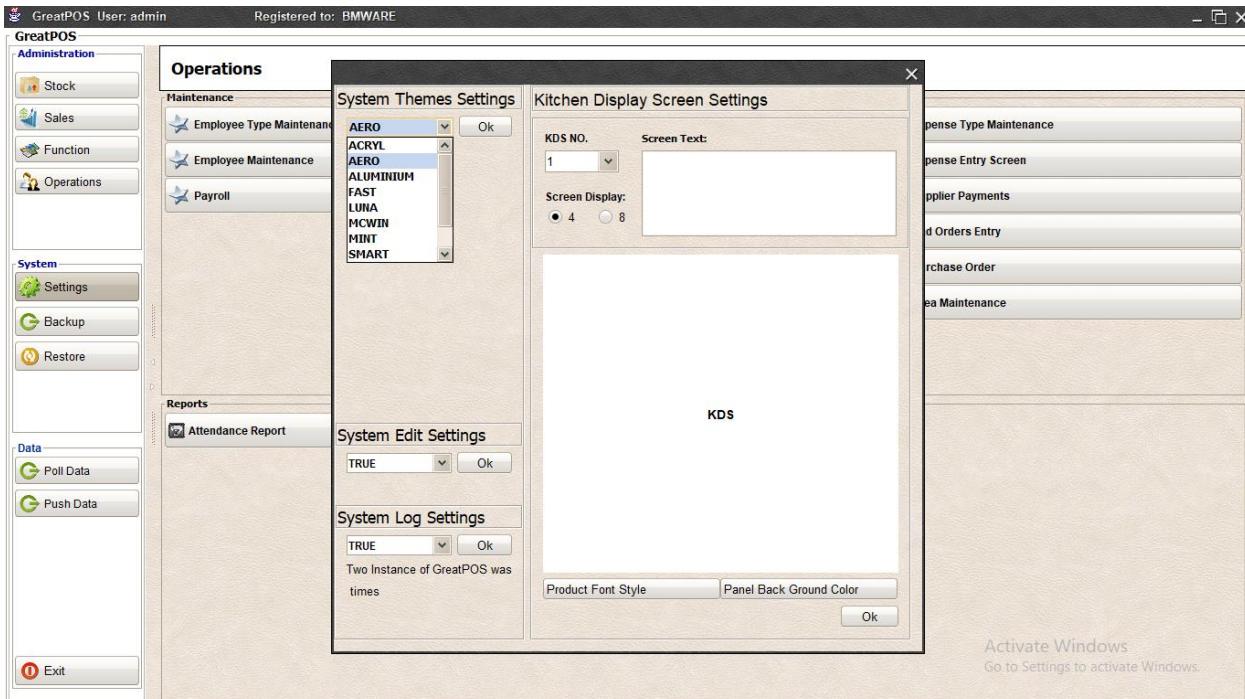 GreatPOS User: admin Registered to: BMWARE
GreatPOS
Administration
Stock
Sales
Function
Operations
System
Settings
Backup
Restore
Data
Poll Data
Push Data
Exit
Operations
Maintenance
Employee Type Maintenan
Employee Maintenance
Payroll
Reports
Attendance Report
System Themes Settings
AERO Ok
ACRYL
AERO
ALUMINIUM
FAST
LUNA
MCWIN
MINT
SMART
System Edit Settings
TRUE Ok
System Log Settings
TRUE Ok
Two Instance of GreatPOS was
times
Kitchen Display Screen Settings
KDS NO. Screen Text:
1
Screen Display:
4 8
KDS
Product Font Style Panel Back Ground Color
Ok
pense Type Maintenance
pense Entry Screen
pplier Payments
d Orders Entry
rchase Order
ea Maintenance
Activate Windows
Go to Settings to activate Windows.